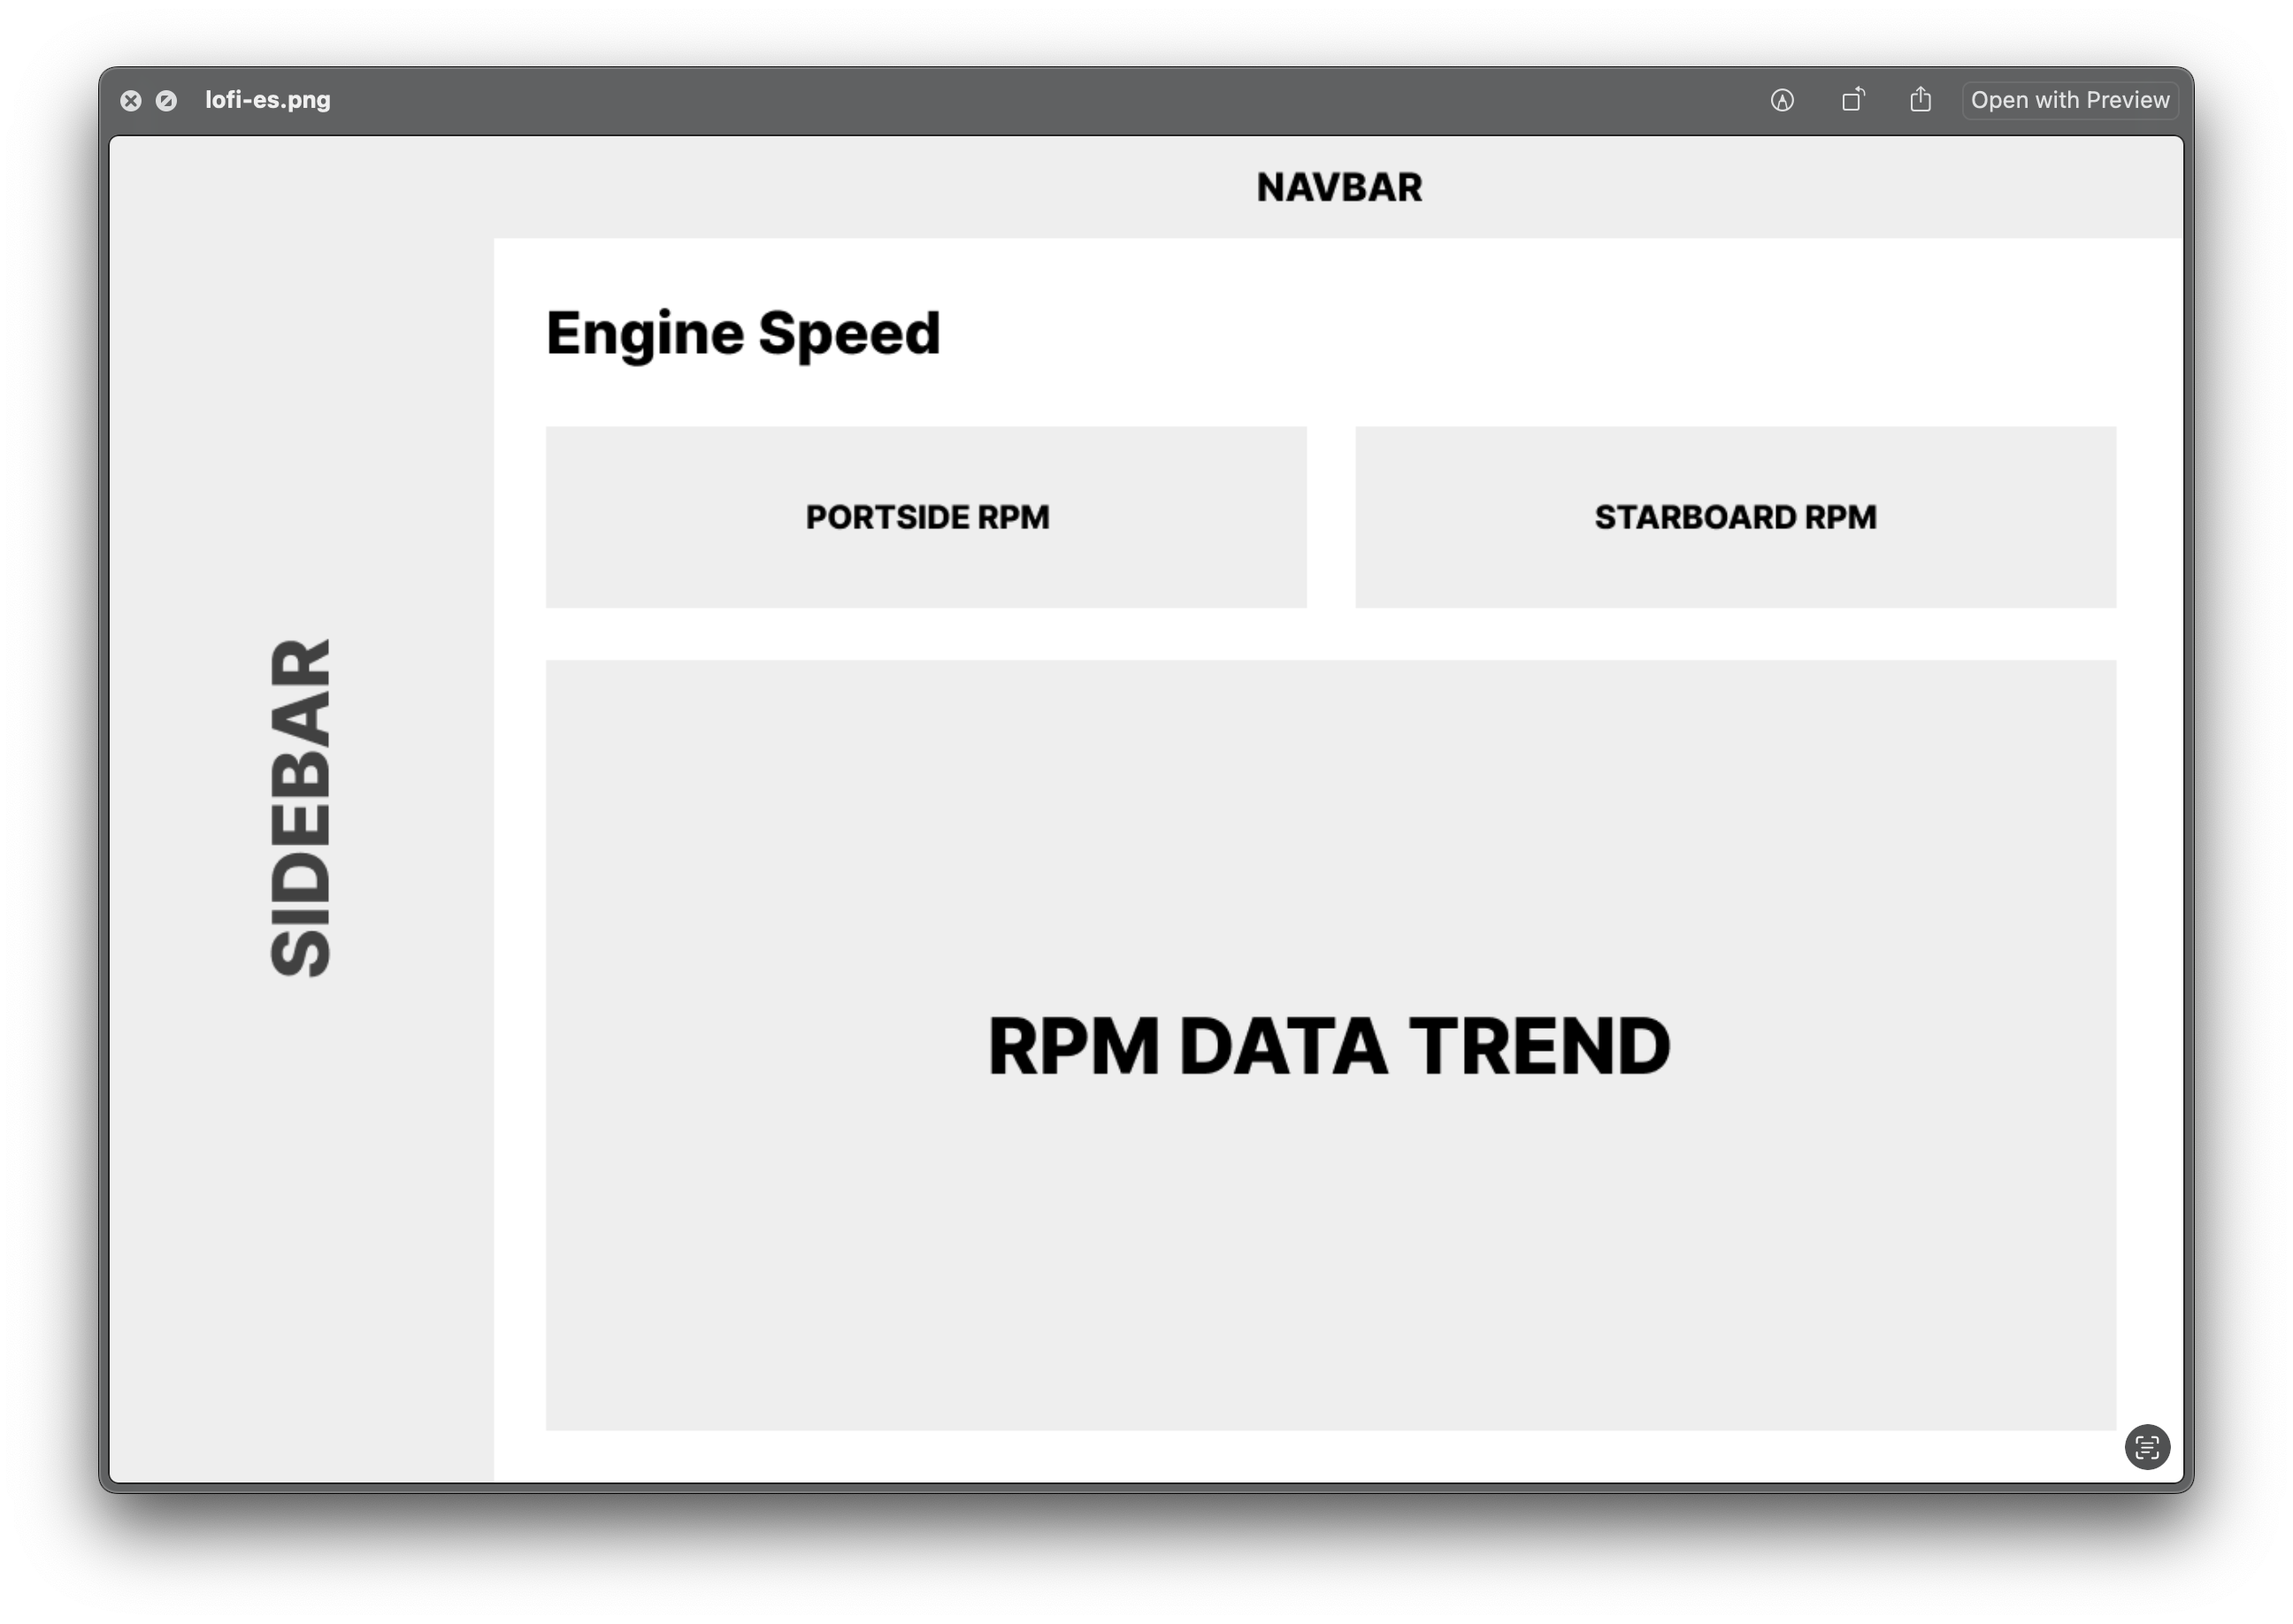 lofi-es.png
Open with Preview
NAVBAR
SIDEBAR
Engine Speed
PORTSIDE RPM
STARBOARD RPM
RPM DATA TREND